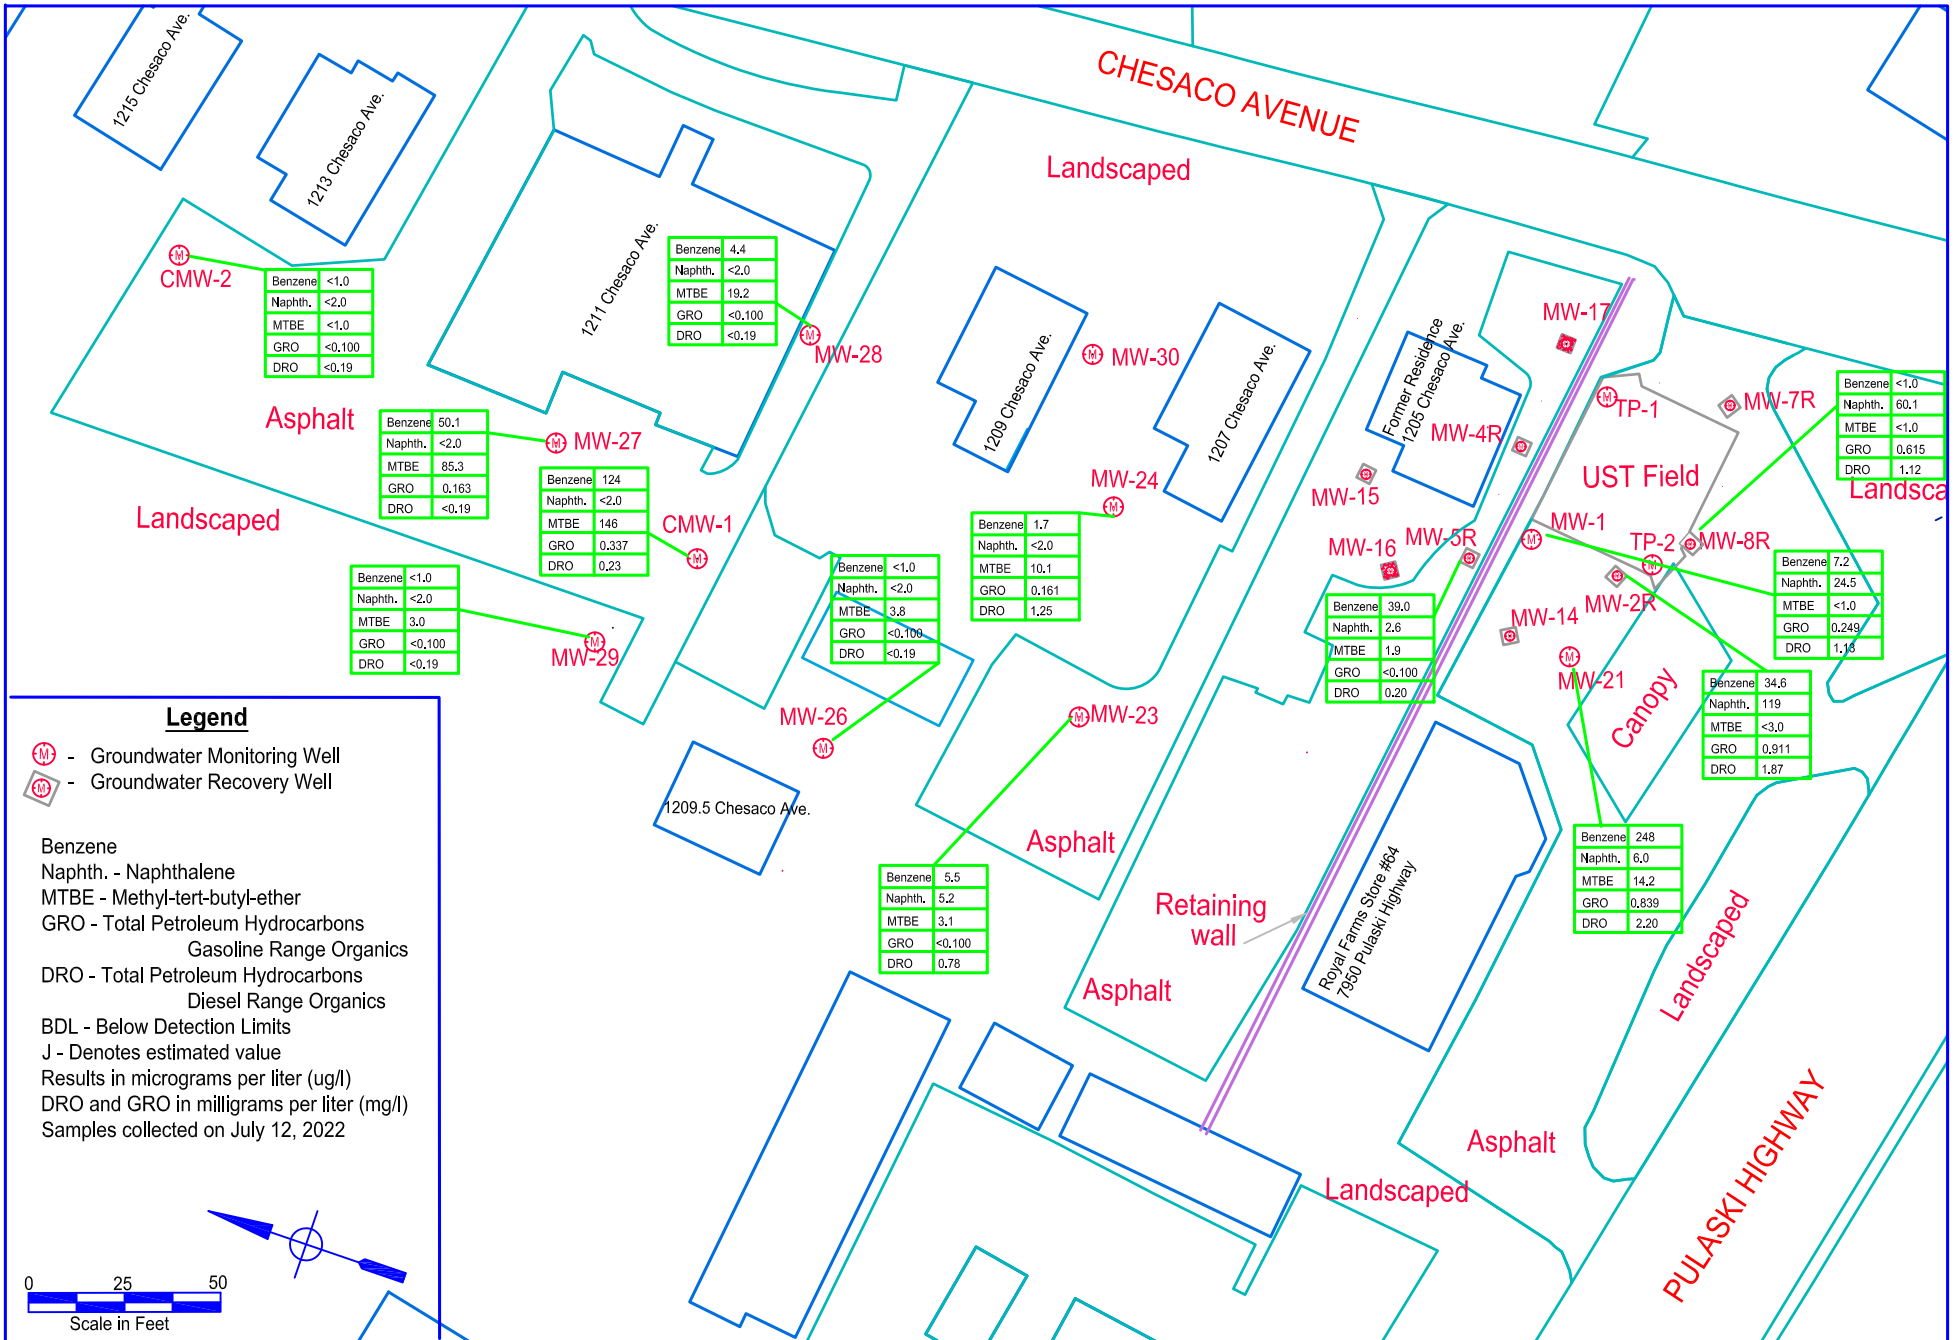 CHESACO AVENUE
1215 Chesaco Ave.
1213 Chesaco Ave.
1211 Chesaco Ave.
Landscaped
CMW-2
Benzene <1.0
Naphth. <2.0
MTBE <1.0
GRO <0.100
DRO <0.19
Benzene 4.4
Naphth. <2.0
MTBE 19.2
GRO <0.100
DRO <0.19
MW-28
MW-30
1209 Chesaco Ave.
1207 Chesaco Ave.
Former Residence
1205 Chesaco Ave.
MW-17
TP-1
MW-7R
Benzene <1.0
Naphth. 60.1
MTBE <1.0
GRO 0.615
DRO 1.12
Landsca
Asphalt
Benzene 50.1
Naphth. <2.0
MTBE 85.3
GRO 0.163
DRO <0.19
MW-27
MW-4R
MW-15
UST Field
Landscaped
Benzene 124
Naphth. <2.0
MTBE 146
GRO 0.337
DRO 0.23
CMW-1
MW-24
Benzene 1.7
Naphth. <2.0
MTBE 10.1
GRO 0.161
DRO 1.25
MW-16
MW-5R
MW-1
TP-2
MW-8R
MW-2R
Benzene 7.2
Naphth. 24.5
MTBE <1.0
GRO 0.249
DRO 1.13
Benzene <1.0
Naphth. <2.0
MTBE 3.0
GRO <0.100
DRO <0.19
MW-29
Benzene <1.0
Naphth. <2.0
MTBE 3.8
GRO <0.100
DRO <0.19
MW-26
Benzene 39.0
Naphth. 2.6
MTBE 1.9
GRO <0.100
DRO 0.20
MW-14
MW-21
Canopy
Benzene 34.6
Naphth. 119
MTBE <3.0
GRO 0.911
DRO 1.87
MW-23
1209.5 Chesaco Ave.
Asphalt
Benzene 5.5
Naphth. 5.2
MTBE 3.1
GRO <0.100
DRO 0.78
Benzene 248
Naphth. 6.0
MTBE 14.2
GRO 0.839
DRO 2.20
Retaining
wall
Royal Farms Store #64
7950 Pulaski Highway
Landscaped
Asphalt
Asphalt
Landscaped
PULASKI HIGHWAY
Legend
M - Groundwater Monitoring Well
M - Groundwater Recovery Well
Benzene
Naphth. - Naphthalene
MTBE - Methyl-tert-butyl-ether
GRO - Total Petroleum Hydrocarbons
Gasoline Range Organics
DRO - Total Petroleum Hydrocarbons
Diesel Range Organics
BDL - Below Detection Limits
J - Denotes estimated value
Results in micrograms per liter (ug/l)
DRO and GRO in milligrams per liter (mg/l)
Samples collected on July 12, 2022
0 25 50
Scale in Feet